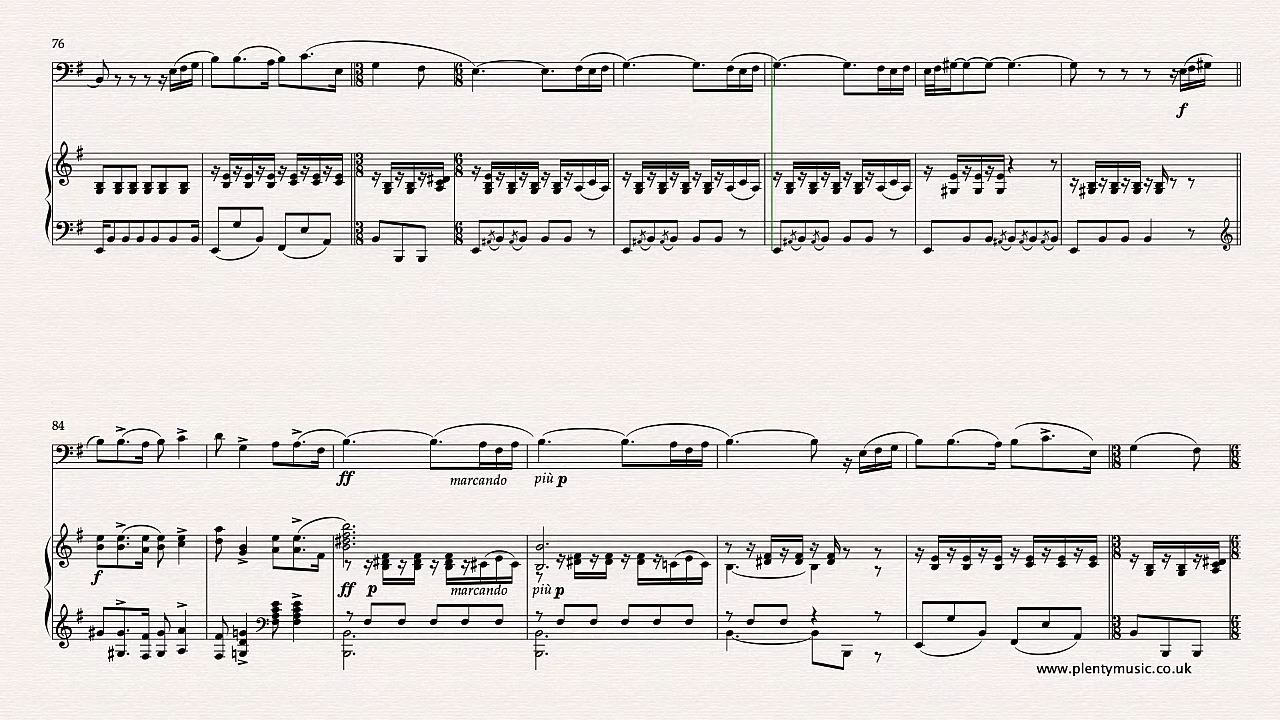 76
f
84
ff marcando più p
f
ff p marcando più p
www.plentymusic.co.uk